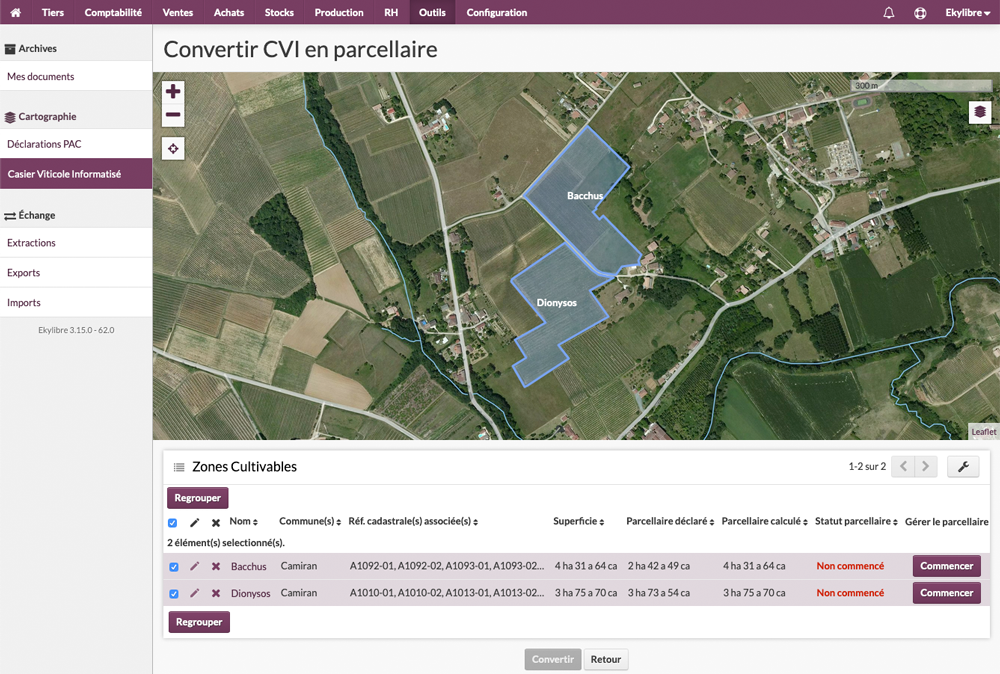 Tiers Comptabilité Ventes Achats Stocks Production RH Outils Configuration Ekylibre
Archives
Mes documents
Cartographie
Déclarations PAC
Casier Viticole Informatisé
Échange
Extractions
Exports
Imports
Ekylibre 3.15.0 - 62.0
Convertir CVI en parcellaire
300 m
Bacchus
Dionysos
Leaflet
Zones Cultivables
1-2 sur 2
Regrouper
Nom Commune(s) Réf. cadastrale(s) associée(s) Superficie Parcellaire déclaré Parcellaire calculé Statut parcellaire Gérer le parcellaire
2 élément(s) selectionné(s).
Bacchus Camiran A1092-01, A1092-02, A1093-01, A1093-02... 4 ha 31 a 64 ca 2 ha 42 a 49 ca 4 ha 31 a 64 ca Non commencé Commencer
Dionysos Camiran A1010-01, A1010-02, A1013-01, A1013-02... 3 ha 75 a 70 ca 3 ha 73 a 54 ca 3 ha 75 a 70 ca Non commencé Commencer
Regrouper
Convertir Retour